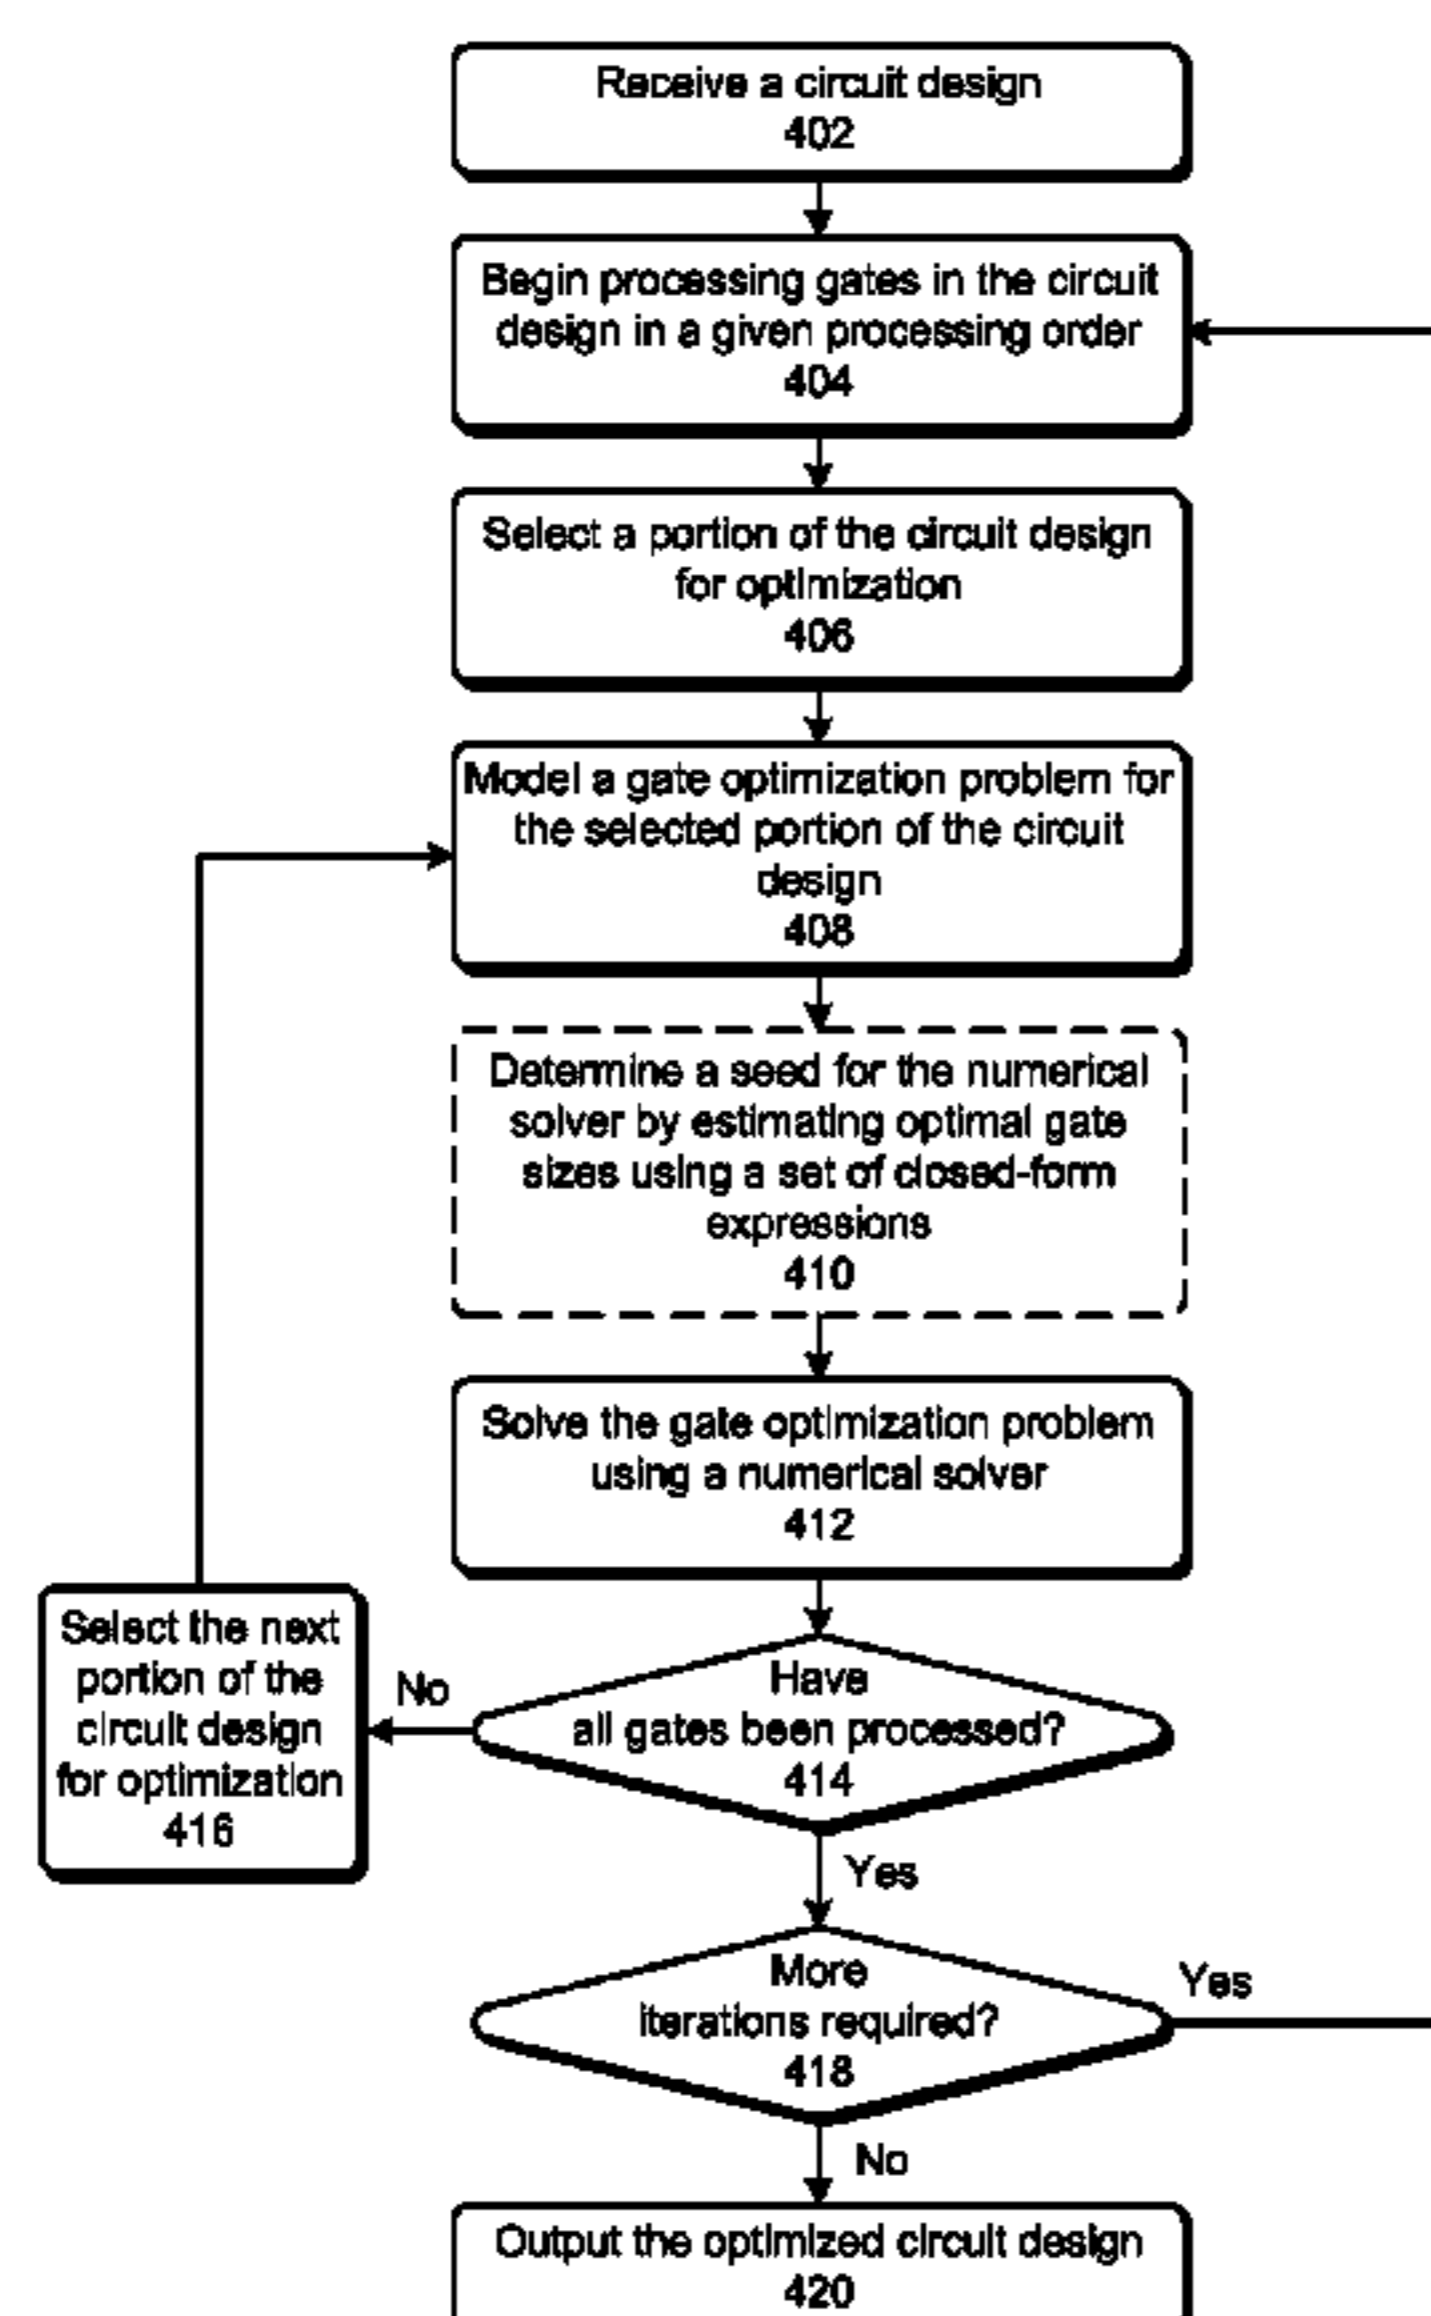 Receive a circuit design
402
Begin processing gates in the circuit
design in a given processing order
404
Select a portion of the circuit design
for optimization
406
Model a gate optimization problem for
the selected portion of the circuit
design
408
Determine a seed for the numerical
solver by estimating optimal gate
sizes using a set of closed-form
expressions
410
Solve the gate optimization problem
using a numerical solver
412
Have
all gates been processed?
414
No
Select the next
portion of the
circuit design
for optimization
416
Yes
More
iterations required?
418
Yes
No
Output the optimized circuit design
420